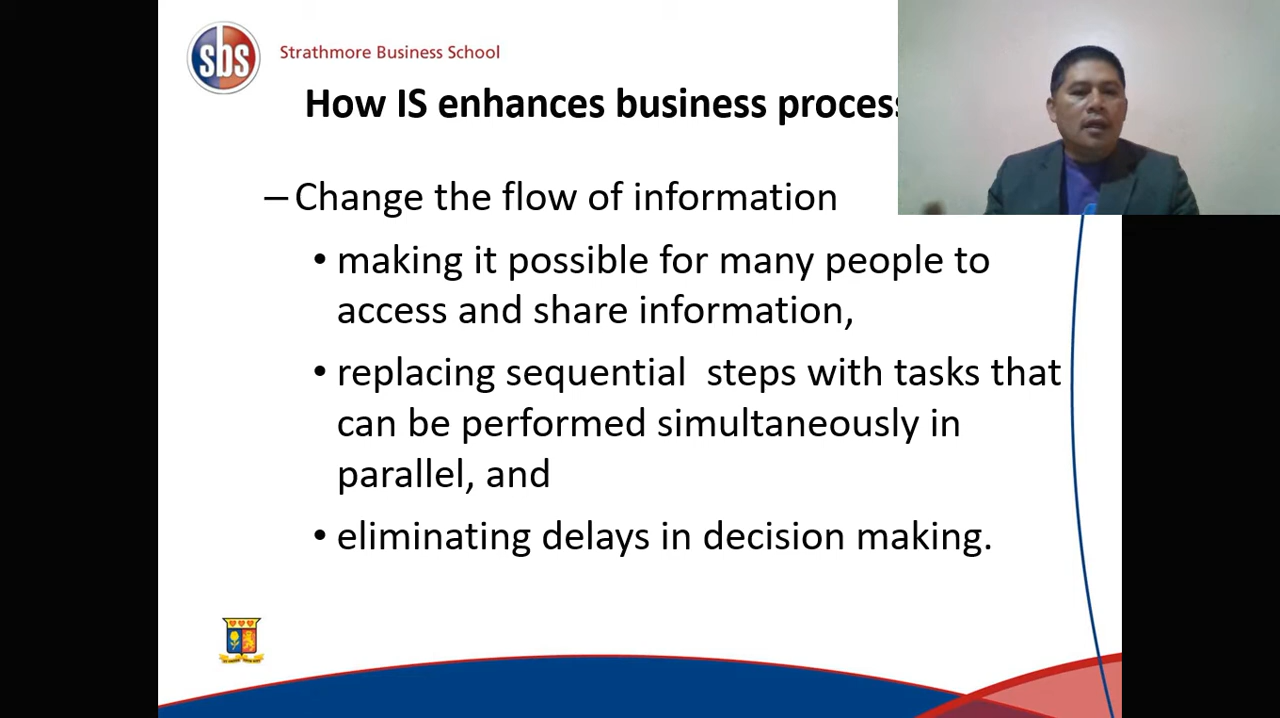 sbs
Strathmore Business School
How IS enhances business proces
– Change the flow of information
• making it possible for many people to
access and share information,
• replacing sequential  steps with tasks that
can be performed simultaneously in
parallel, and
• eliminating delays in decision making.